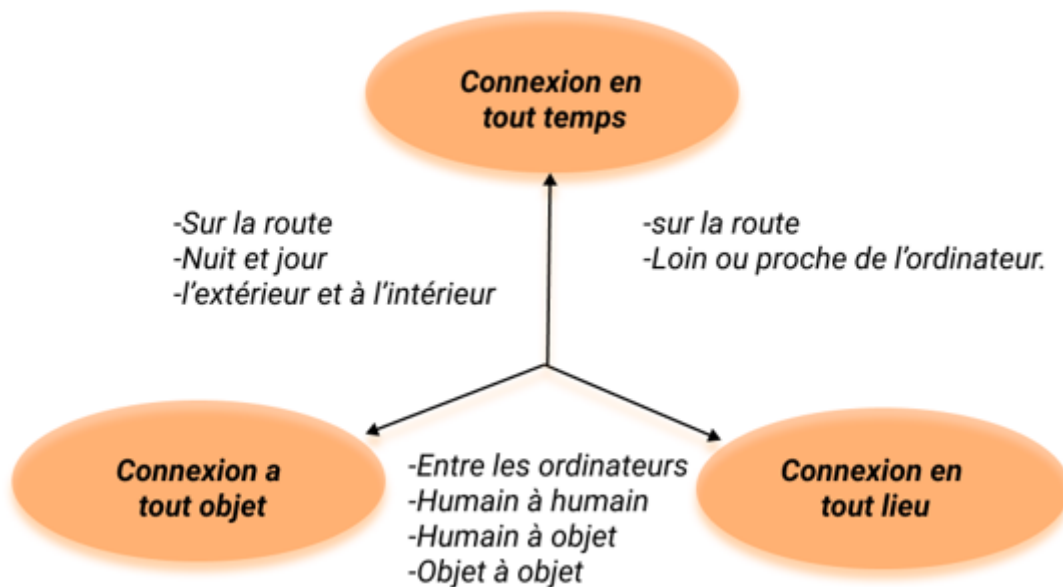 Connexion en
tout temps
-Sur la route
-Nuit et jour
-l’extérieur et à l’intérieur
-sur la route
-Loin ou proche de l’ordinateur.
Connexion a
tout objet
-Entre les ordinateurs
-Humain à humain
-Humain à objet
-Objet à objet
Connexion en
tout lieu